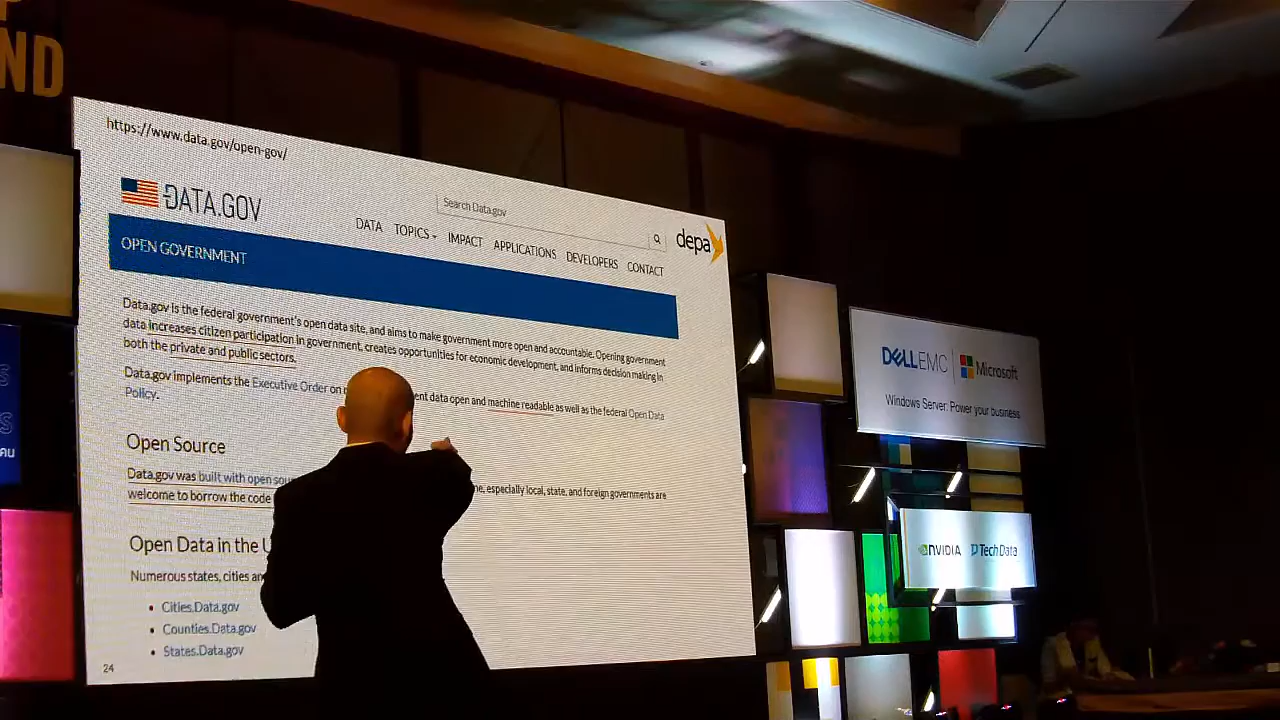 ND
https://www.data.gov/open-gov/
DATA.GOV
Search Data.gov
depa
DATA TOPICS IMPACT APPLICATIONS DEVELOPERS CONTACT
OPEN GOVERNMENT
Data.gov is the federal government's open data site, and aims to make government more open and accountable. Opening government
data increases citizen participation in government, creates opportunities for economic development, and informs decision making in
both the private and public sectors.
Data.gov implements the Executive Order on data open and machine readable as well as the federal Open Data
Policy.
Open Source
Data.gov was built with open especially local, state, and foreign governments are
welcome to borrow the code
Open Data in the
Numerous states, cities
• Cities.Data.gov
• Counties.Data.gov
• States.Data.gov
24
DELL EMC Microsoft
Windows Server: Power your business
NVIDIA Tech Data